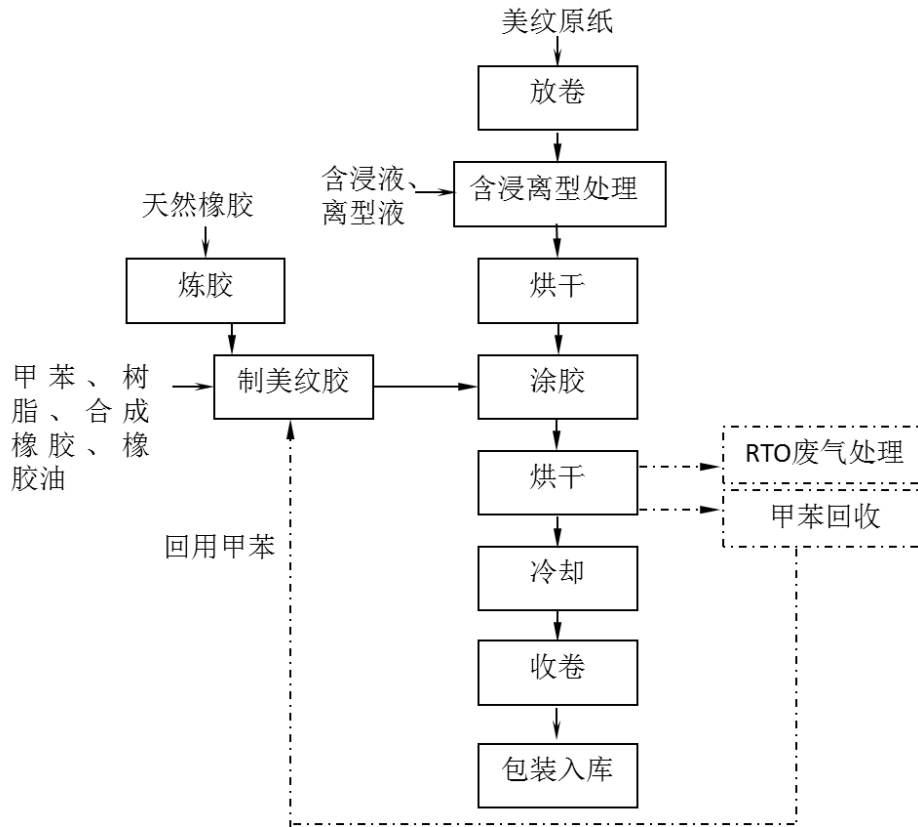 美纹原纸
放卷
含浸液、
离型液
含浸离型处理
天然橡胶
炼胶
烘干
甲苯、树
脂、合成
橡胶、橡
胶油
制美纹胶
涂胶
烘干
RTO废气处理
甲苯回收
回用甲苯
冷却
收卷
包装入库